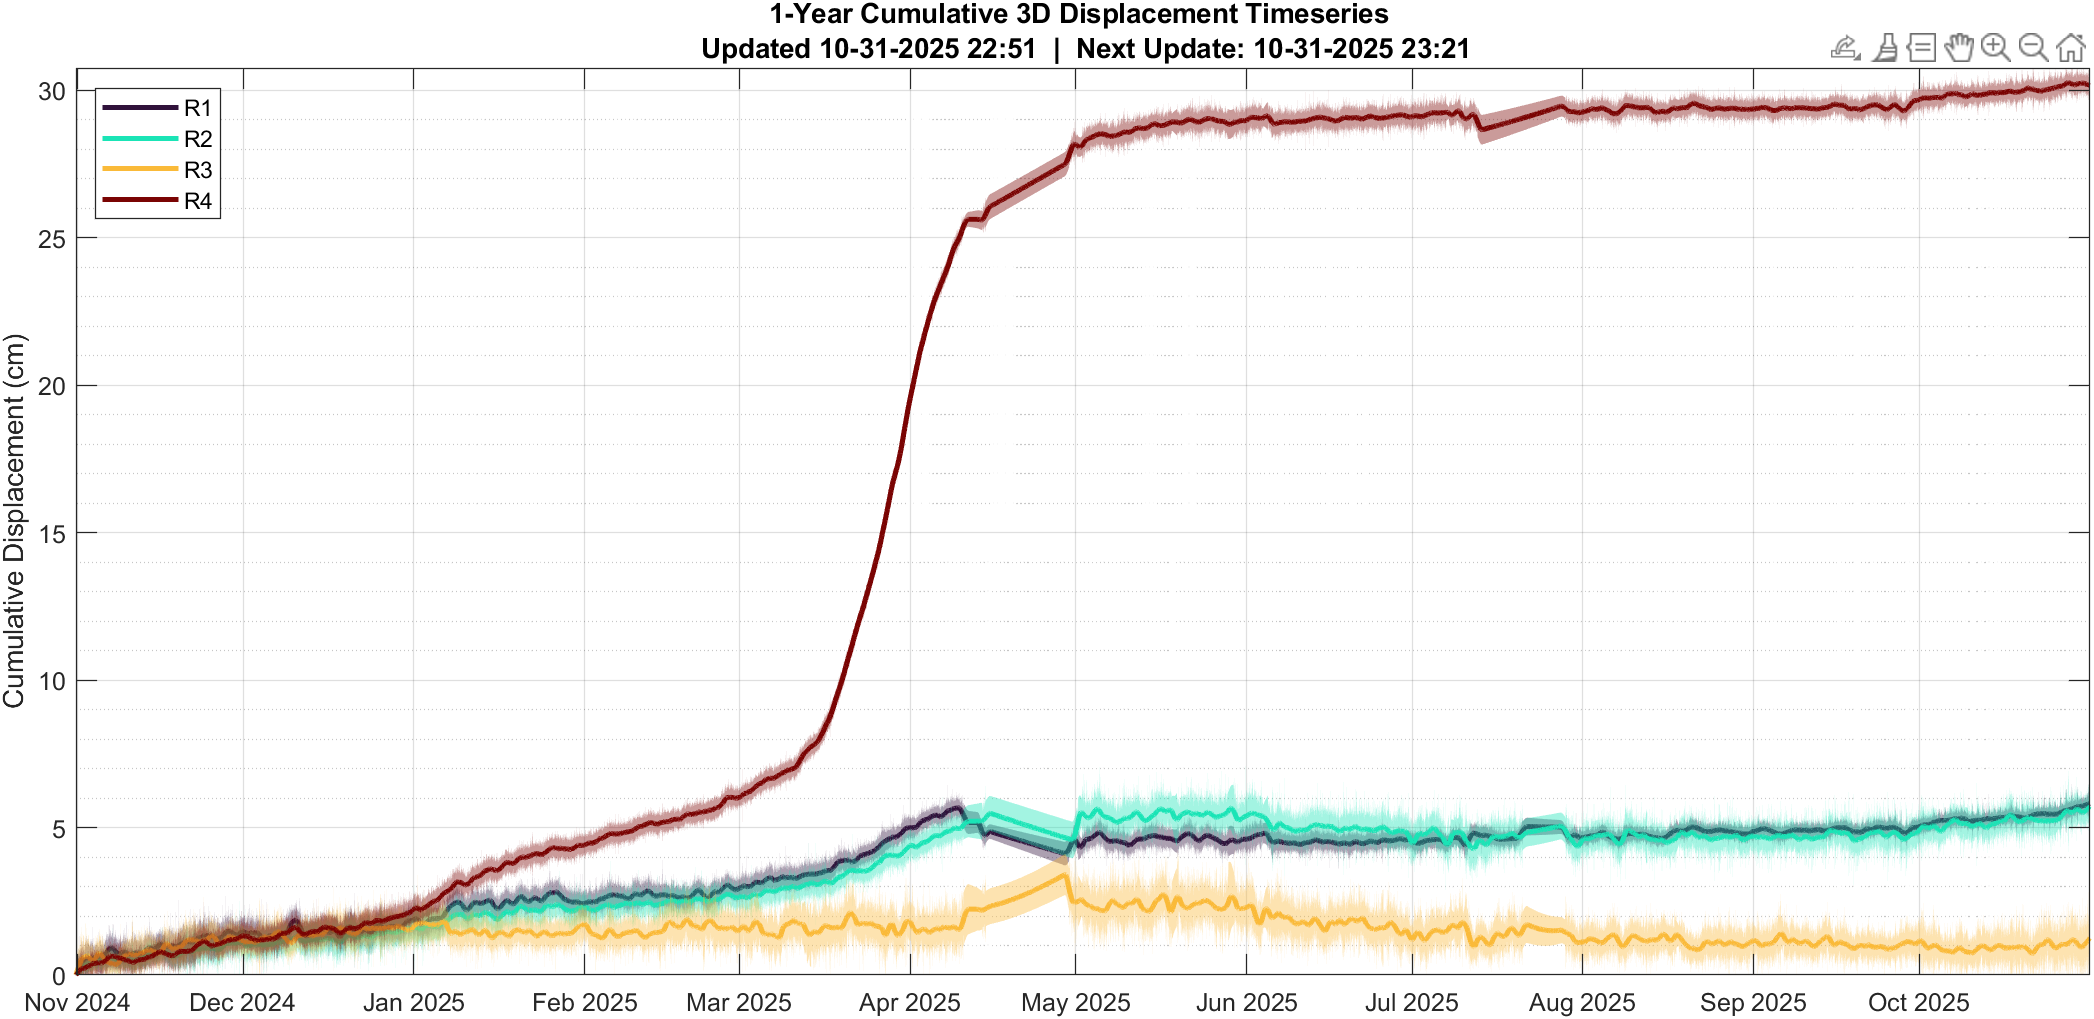 1-Year Cumulative 3D Displacement Timeseries
Updated 10-31-2025 22:51 | Next Update: 10-31-2025 23:21
R1
R2
R3
R4
Cumulative Displacement (cm)
30
25
20
15
10
5
0
Nov 2024 Dec 2024 Jan 2025 Feb 2025 Mar 2025 Apr 2025 May 2025 Jun 2025 Jul 2025 Aug 2025 Sep 2025 Oct 2025